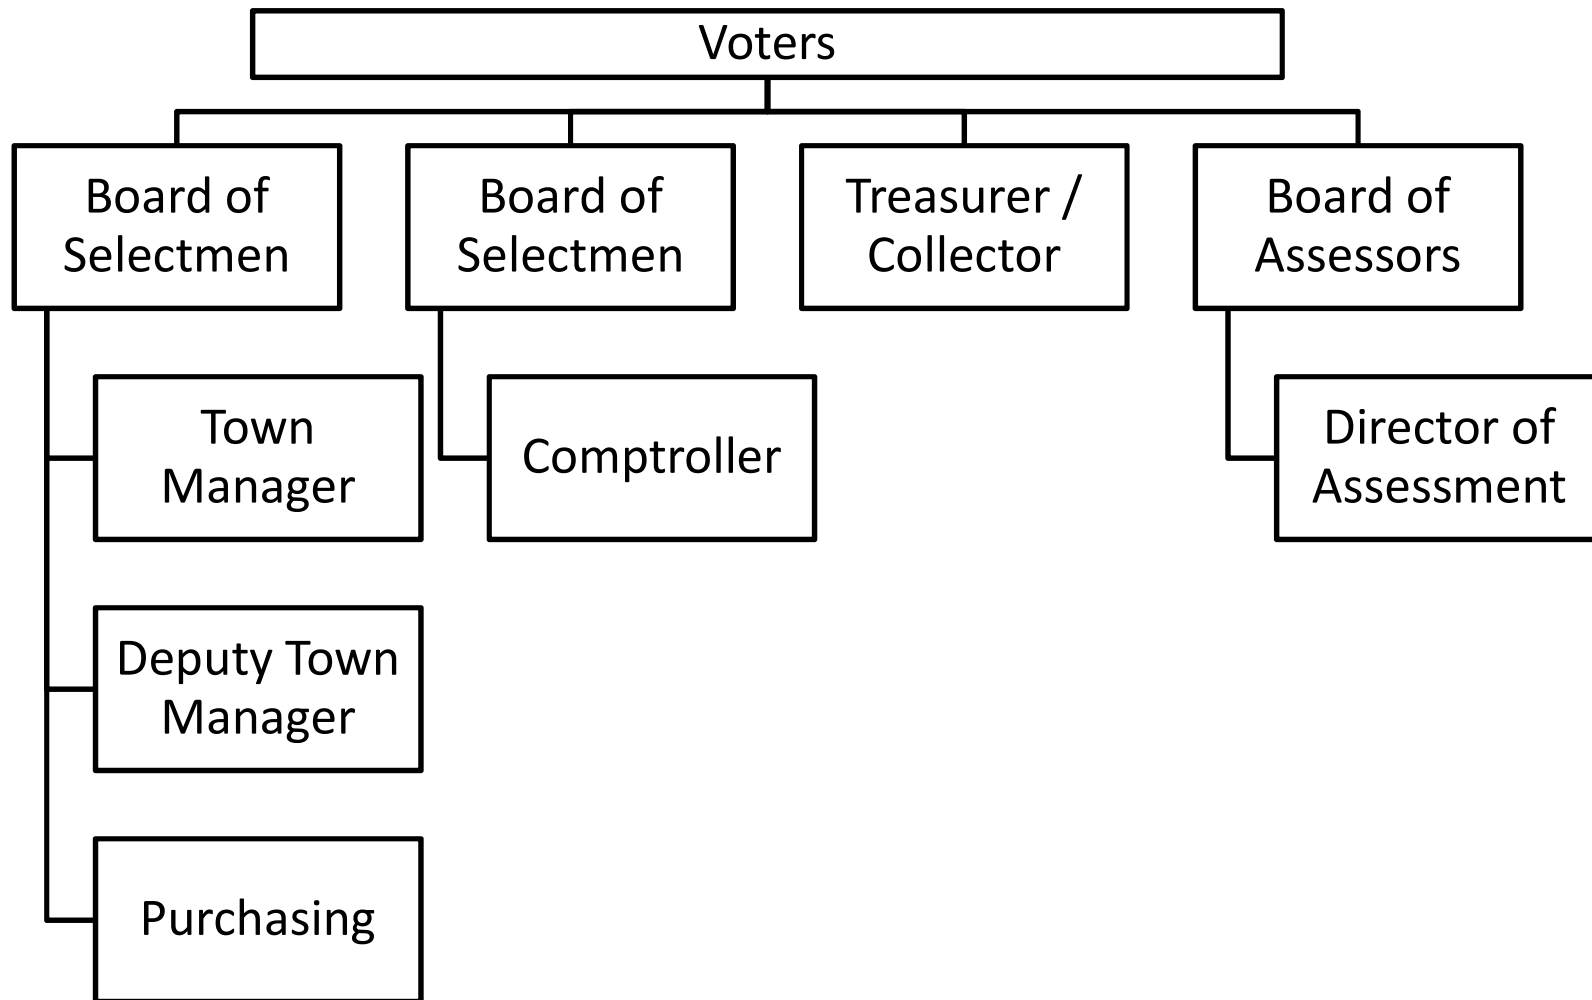 Voters
Board of
Selectmen
Board of
Selectmen
Treasurer /
Collector
Board of
Assessors
Town
Manager
Comptroller
Director of
Assessment
Deputy Town
Manager
Purchasing